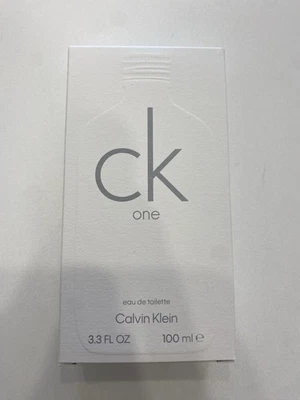 ck
one
eau de toilette
Calvin Klein
3.3 FL OZ 100 ml ℮